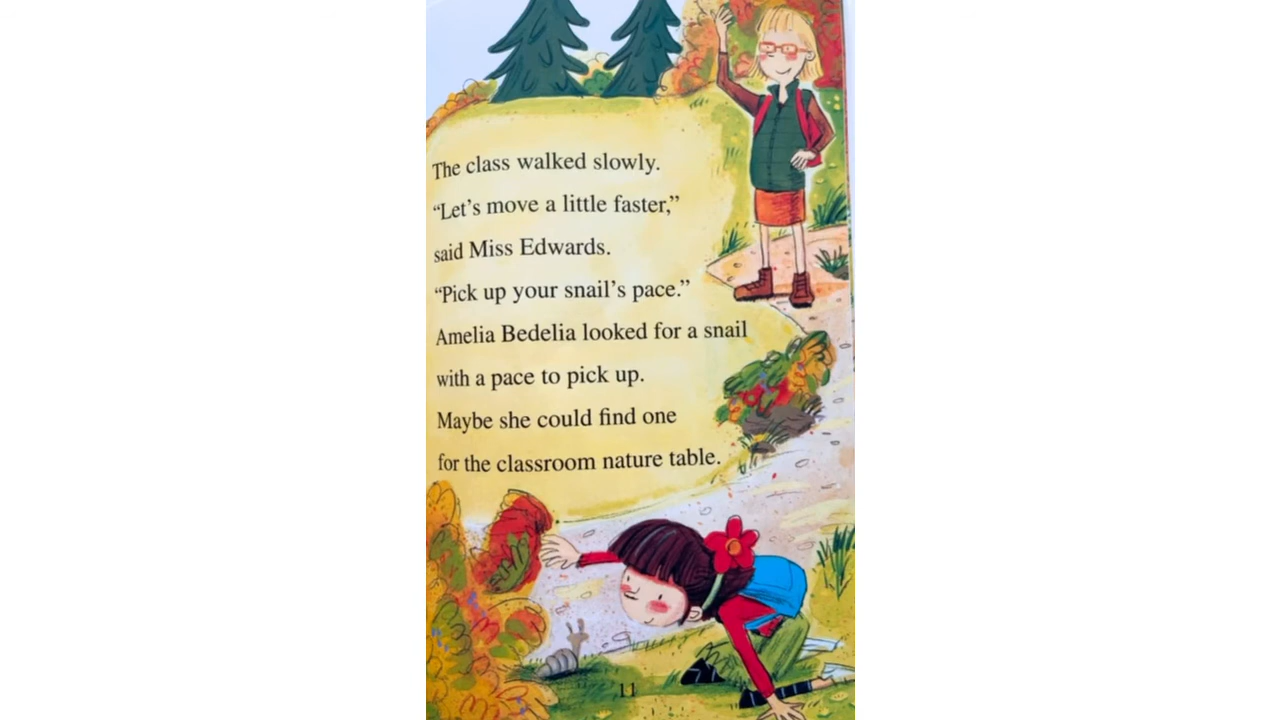 The class walked slowly.
“Let’s move a little faster,”
said Miss Edwards.
“Pick up your snail’s pace.”
Amelia Bedelia looked for a snail
with a pace to pick up.
Maybe she could find one
for the classroom nature table.
11